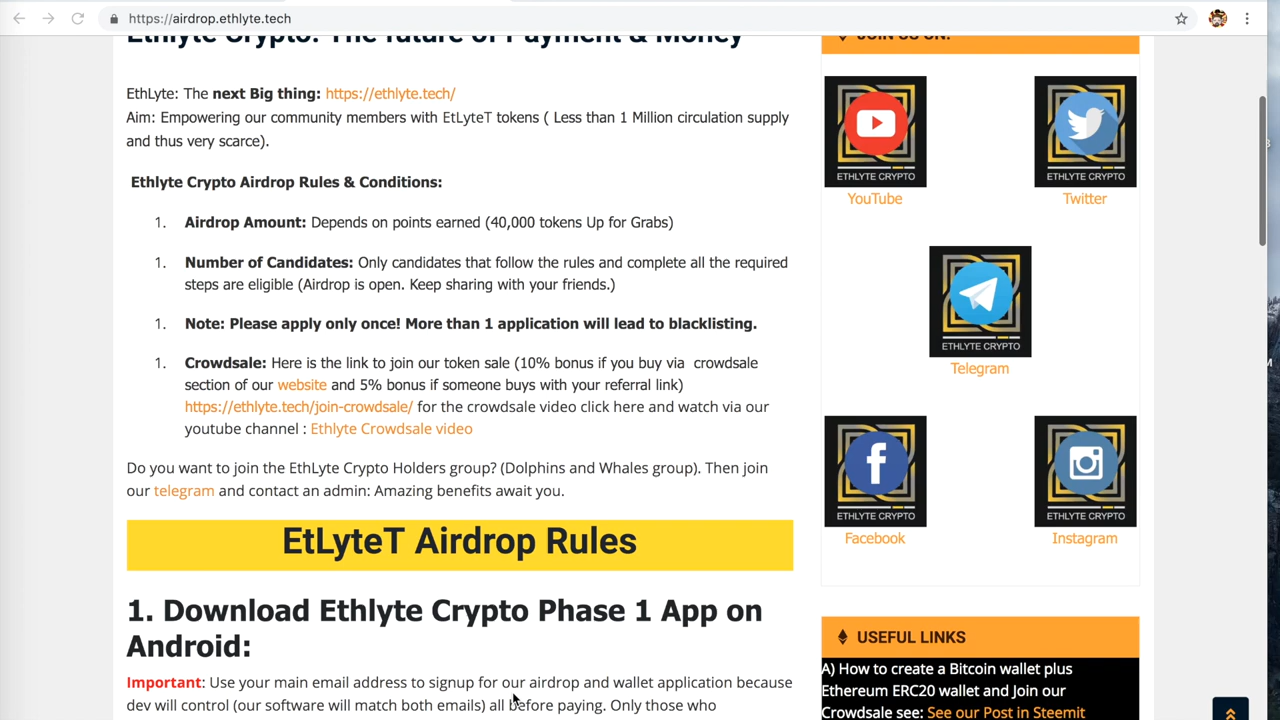 https://airdrop.ethlyte.tech
Ethlyte Crypto: The future of Payment & Money
EthLyte: The next Big thing: https://ethlyte.tech/
Aim: Empowering our community members with EtLyteT tokens ( Less than 1 Million circulation supply
and thus very scarce).
Ethlyte Crypto Airdrop Rules & Conditions:
1. Airdrop Amount: Depends on points earned (40,000 tokens Up for Grabs)
1. Number of Candidates: Only candidates that follow the rules and complete all the required
steps are eligible (Airdrop is open. Keep sharing with your friends.)
1. Note: Please apply only once! More than 1 application will lead to blacklisting.
1. Crowdsale: Here is the link to join our token sale (10% bonus if you buy via crowdsale
section of our website and 5% bonus if someone buys with your referral link)
https://ethlyte.tech/join-crowdsale/ for the crowdsale video click here and watch via our
youtube channel : Ethlyte Crowdsale video
Do you want to join the EthLyte Crypto Holders group? (Dolphins and Whales group). Then join
our telegram and contact an admin: Amazing benefits await you.
EtLyteT Airdrop Rules
1. Download Ethlyte Crypto Phase 1 App on
Android:
Important: Use your main email address to signup for our airdrop and wallet application because
dev will control (our software will match both emails) all before paying. Only those who
JOIN US ON:
ETHLYTE CRYPTO
YouTube
ETHLYTE CRYPTO
Twitter
ETHLYTE CRYPTO
Telegram
ETHLYTE CRYPTO
Facebook
ETHLYTE CRYPTO
Instagram
USEFUL LINKS
A) How to create a Bitcoin wallet plus
Ethereum ERC20 wallet and Join our
Crowdsale see: See our Post in Steemit